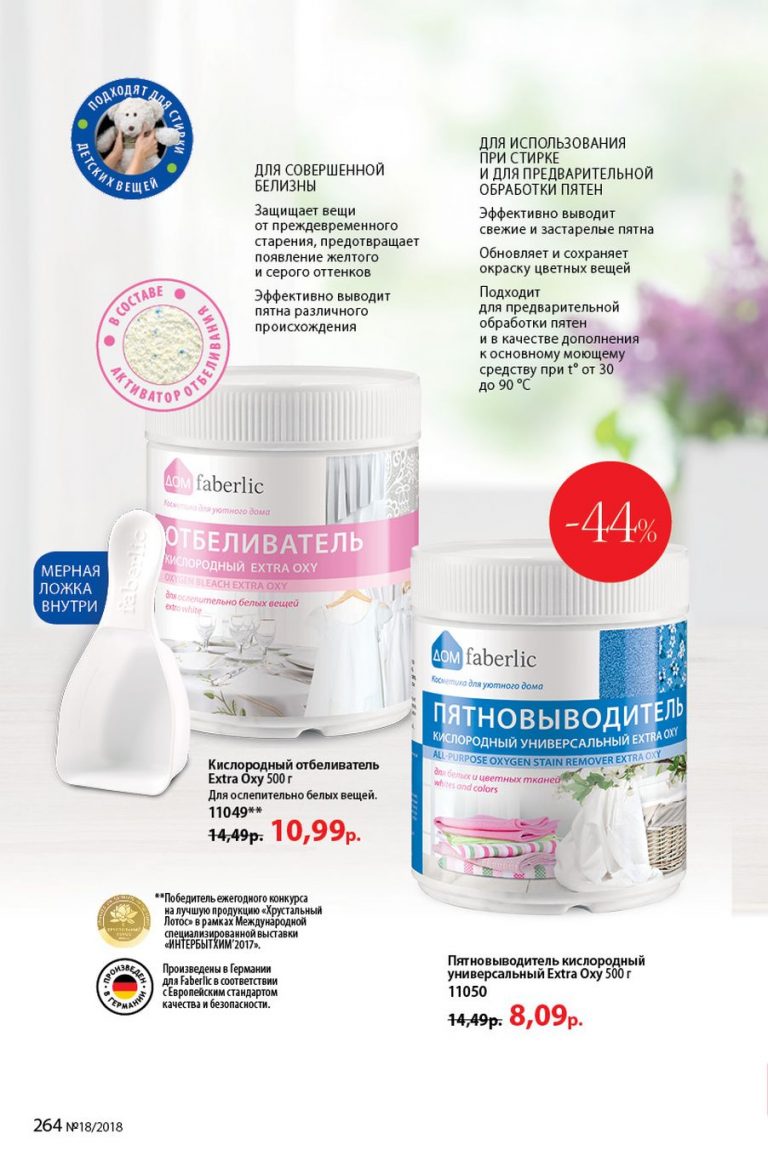 ПОДХОДЯТ ДЛЯ СТИРКИ
ДЕТСКИХ ВЕЩЕЙ
ДЛЯ СОВЕРШЕННОЙ
БЕЛИЗНЫ
Защищает вещи
от преждевременного
старения, предотвращает
появление желтого
и серого оттенков
Эффективно выводит
пятна различного
происхождения
ДЛЯ ИСПОЛЬЗОВАНИЯ
ПРИ СТИРКЕ
И ДЛЯ ПРЕДВАРИТЕЛЬНОЙ
ОБРАБОТКИ ПЯТЕН
Эффективно выводит
свежие и застарелые пятна
Обновляет и сохраняет
окраску цветных вещей
Подходит
для предварительной
обработки пятен
и в качестве дополнения
к основному моющему
средству при t° от 30
до 90 °C
В СОСТАВЕ
АКТИВАТОР ОТБЕЛИВАНИЯ
ДОМ faberlic
Косметика для уютного дома
ОТБЕЛИВАТЕЛЬ
КИСЛОРОДНЫЙ EXTRA OXY
OXYGEN BLEACH EXTRA OXY
для ослепительно белых вещей
extra white
faberlic
МЕРНАЯ
ЛОЖКА
ВНУТРИ
-44%
ДОМ faberlic
Косметика для уютного дома
ПЯТНОВЫВОДИТЕЛЬ
КИСЛОРОДНЫЙ УНИВЕРСАЛЬНЫЙ EXTRA OXY
ALL-PURPOSE OXYGEN STAIN REMOVER EXTRA OXY
для белых и цветных тканей
whites and colors
Кислородный отбеливатель
Extra Oxy 500 г
Для ослепительно белых вещей.
11049**
14,49р. 10,99р.
**Победитель ежегодного конкурса
на лучшую продукцию «Хрустальный
Лотос» в рамках Международной
специализированной выставки
«ИНТЕРБЫТХИМ'2017».
ПРОИЗВЕДЕН
В ГЕРМАНИИ
Произведены в Германии
для Faberlic в соответствии
с Европейским стандартом
качества и безопасности.
Пятновыводитель кислородный
универсальный Extra Oxy 500 г
11050
14,49р. 8,09р.
264 №18/2018